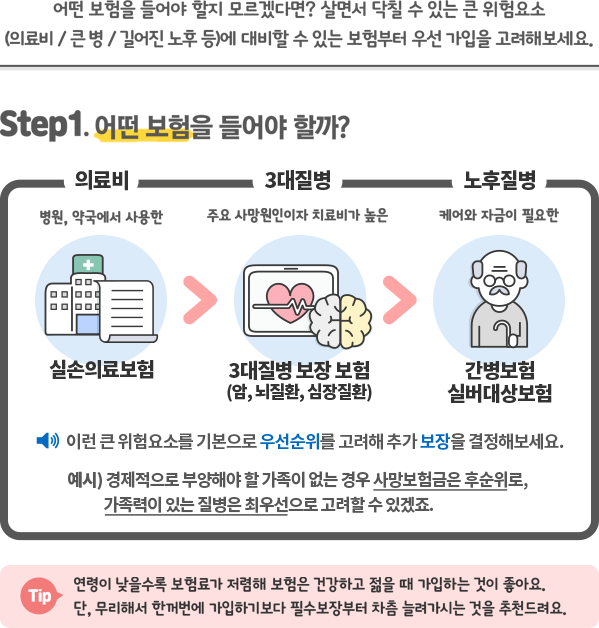 어떤 보험을 들어야 할지 모르겠다면? 살면서 닥칠 수 있는 큰 위험요소
(의료비 / 큰 병 / 길어진 노후 등)에 대비할 수 있는 보험부터 우선 가입을 고려해보세요.
Step1. 어떤 보험을 들어야 할까?
의료비
병원, 약국에서 사용한
실손의료보험
3대질병
주요 사망원인이자 치료비가 높은
3대질병 보장 보험
(암, 뇌질환, 심장질환)
노후질병
케어와 자금이 필요한
간병보험
실버대상보험
이런 큰 위험요소를 기본으로 우선순위를 고려해 추가 보장을 결정해보세요.
예시) 경제적으로 부양해야 할 가족이 없는 경우 사망보험금은 후순위로,
가족력이 있는 질병은 최우선으로 고려할 수 있겠죠.
Tip
연령이 낮을수록 보험료가 저렴해 보험은 건강하고 젊을 때 가입하는 것이 좋아요.
단, 무리해서 한꺼번에 가입하기보다 필수보장부터 차츰 늘려가시는 것을 추천드려요.